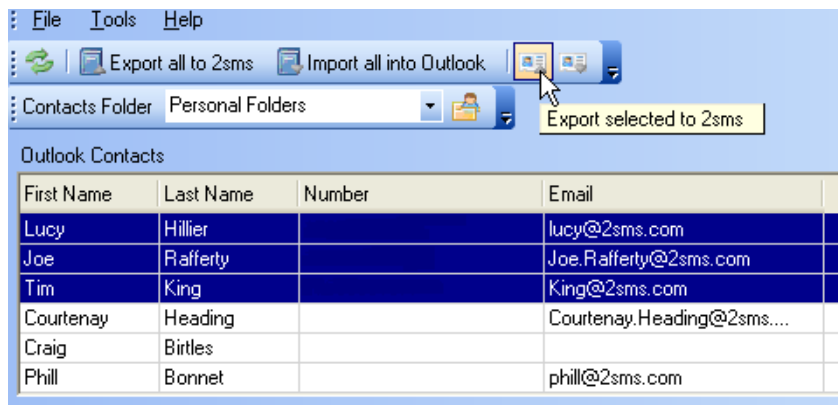 File Tools Help
Export all to 2sms Import all into Outlook
Contacts Folder Personal Folders
Export selected to 2sms
Outlook Contacts
First Name Last Name Number Email
Lucy Hillier lucy@2sms.com
Joe Rafferty Joe.Rafferty@2sms.com
Tim King King@2sms.com
Courtenay Heading Courtenay.Heading@2sms....
Craig Birtles
Phill Bonnet phill@2sms.com